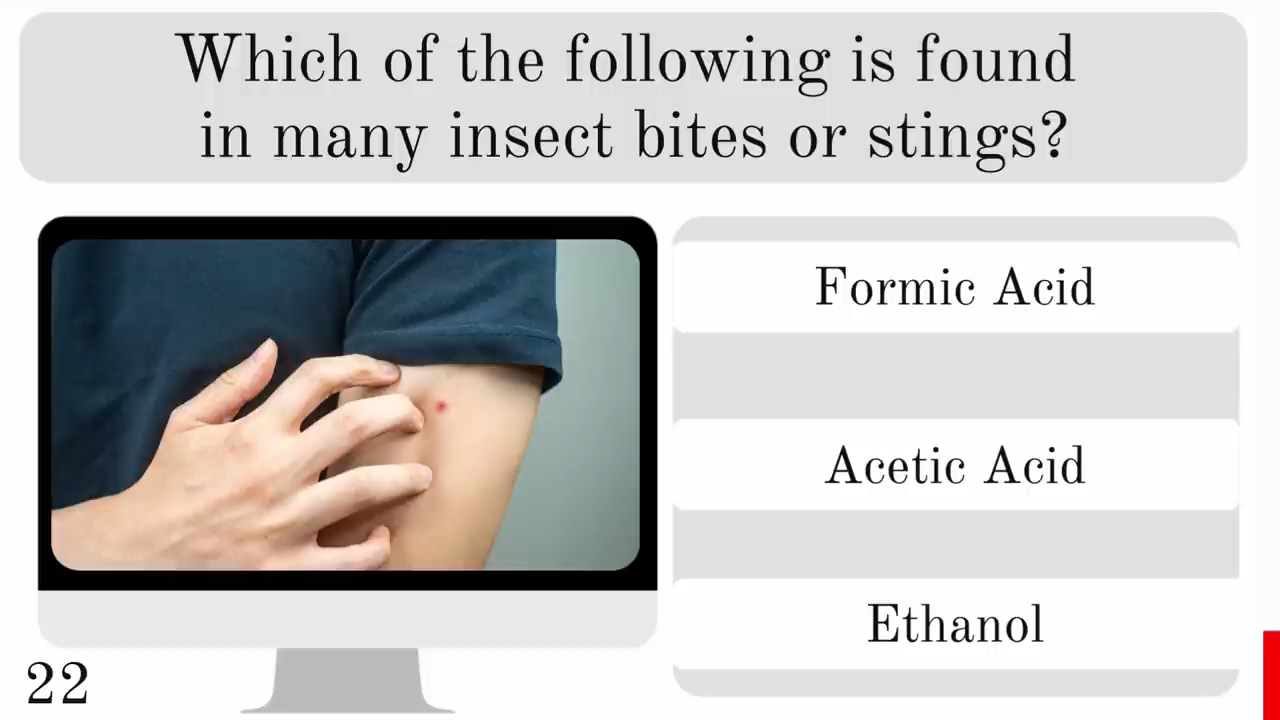 Which of the following is found
in many insect bites or stings?
Formic Acid
Acetic Acid
Ethanol
22